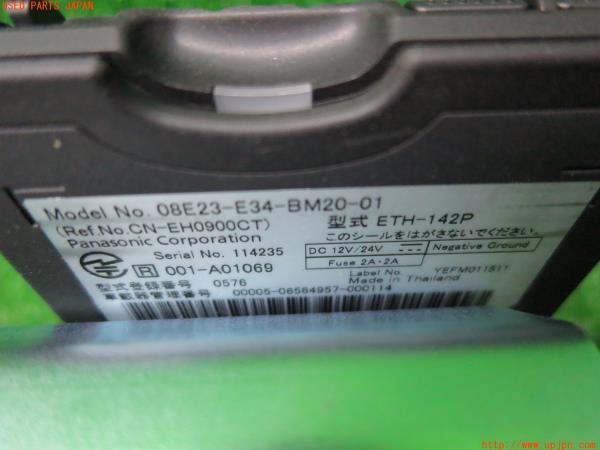 USED PARTS JAPAN
Model No. 08E23-E34-BM20-01
(Ref.No.CN-EH0900CT)
型式 ETH-142P
Panasonic Corporation
このシールをはがさないでください。
Serial No. 114235
DC 12V/24V
Negative Ground
Fuse 2A・2A
R 001-A01069
Label No. YEFM011511
Made in Thailand
型式登録番号 0576
車載器管理番号 00005-06564957-000114
http://www.upjpn.com/